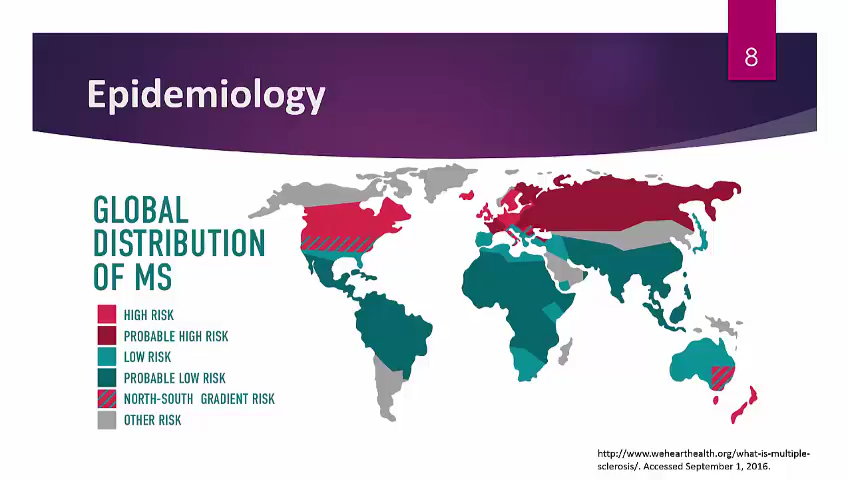 8
Epidemiology
GLOBAL
DISTRIBUTION
OF MS
HIGH RISK
PROBABLE HIGH RISK
LOW RISK
PROBABLE LOW RISK
NORTH-SOUTH GRADIENT RISK
OTHER RISK
http://www.wehearthealth.org/what-is-multiple-
sclerosis/. Accessed September 1, 2016.